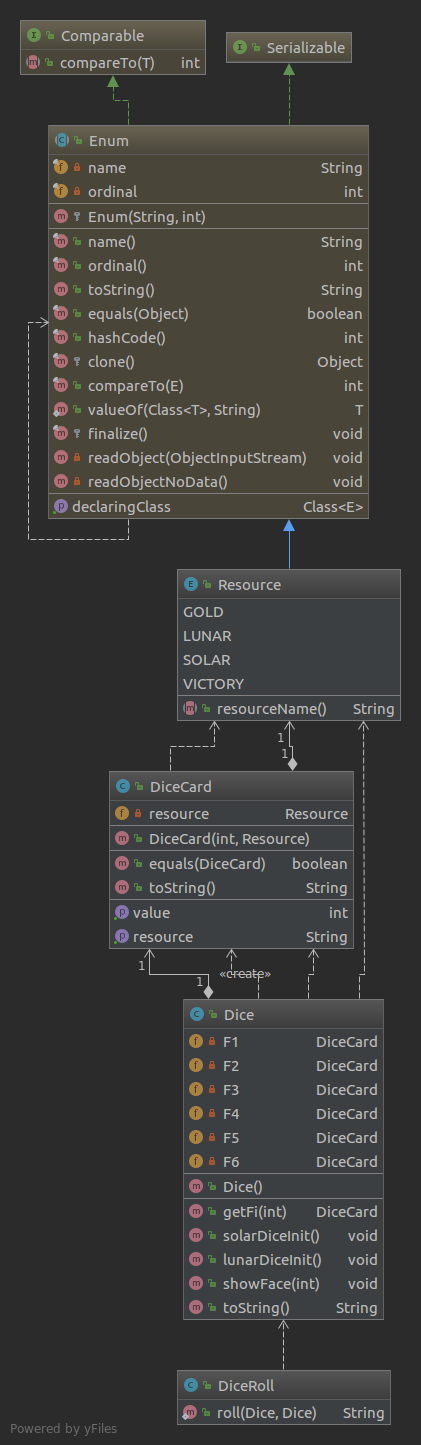 Comparable
compareTo(T) int
Serializable
Enum
name String
ordinal int
Enum(String, int)
name() String
ordinal() int
toString() String
equals(Object) boolean
hashCode() int
clone() Object
compareTo(E) int
valueOf(Class<T>, String) T
finalize() void
readObject(ObjectInputStream) void
readObjectNoData() void
declaringClass Class<E>
Resource
GOLD
LUNAR
SOLAR
VICTORY
resourceName() String
1
1
DiceCard
resource Resource
DiceCard(int, Resource)
equals(DiceCard) boolean
toString() String
value int
resource String
1
1 «create»
Dice
F1 DiceCard
F2 DiceCard
F3 DiceCard
F4 DiceCard
F5 DiceCard
F6 DiceCard
Dice()
getFi(int) DiceCard
solarDiceInit() void
lunarDiceInit() void
showFace(int) void
toString() String
DiceRoll
roll(Dice, Dice) String
Powered by yFiles